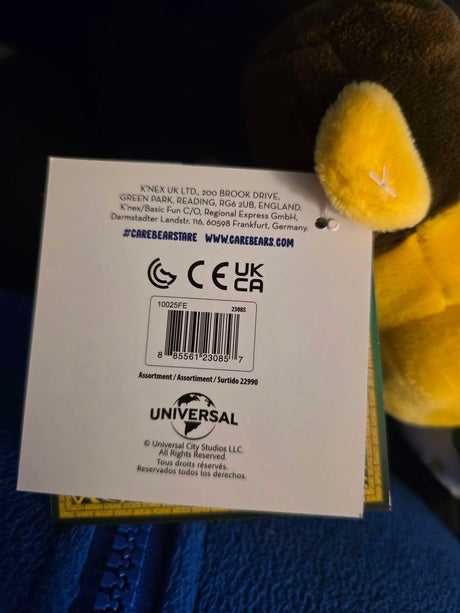 K'NEX UK LTD., 200 BROOK DRIVE,
GREEN PARK, READING, RG6 2UB, ENGLAND.
K'nex/Basic Fun C/O, Regional Express GmbH,
Darmstadter Landstr. 116, 60598 Frankfurt, Germany.
#CAREBEARSTARE WWW.CAREBEARS.COM
CE UK
CA
10025FE 23085
8 85561 23085 7
Assortment / Assortiment / Surtido 22990
UNIVERSAL
© Universal City Studios LLC.
All Rights Reserved.
Tous droits réservés.
Reservados todos los derechos.